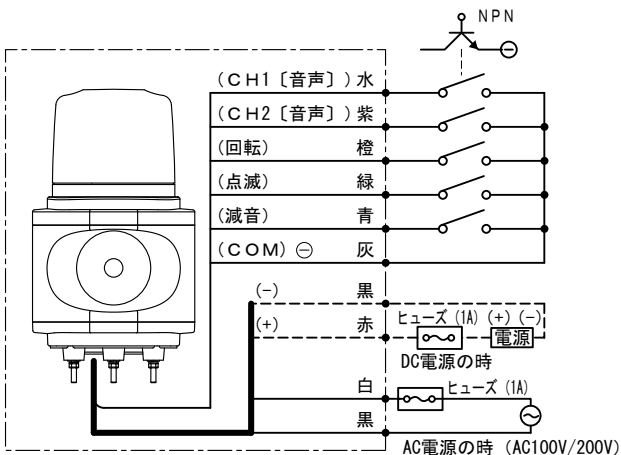 NPN
(CH1〔音声〕) 水
(CH2〔音声〕) 紫
(回転) 橙
(点滅) 緑
(減音) 青
(COM) ⊖ 灰
(-) 黒
(+) 赤
ヒューズ (1A) (+) (-)
電源
DC電源の時
白
ヒューズ (1A)
黒
AC電源の時 (AC100V/200V)